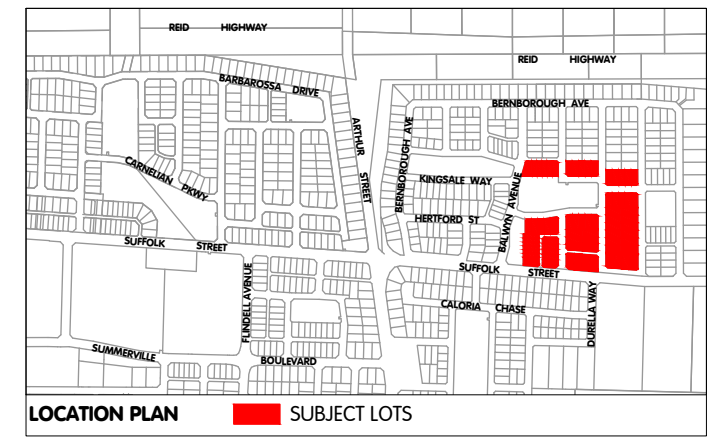 REID HIGHWAY
REID HIGHWAY
BARBAROSSA DRIVE
BERNBOROUGH AVE
ARTHUR STREET
BERNBOROUGH AVE
CARNELIAN PKWY
KINGSALE WAY
BALWYN AVENUE
HERTFORD ST
SUFFOLK STREET
SUFFOLK STREET
FLINDELL AVENUE
CALORIA CHASE
DURELLA WAY
SUMMERVILLE BOULEVARD
LOCATION PLAN SUBJECT LOTS